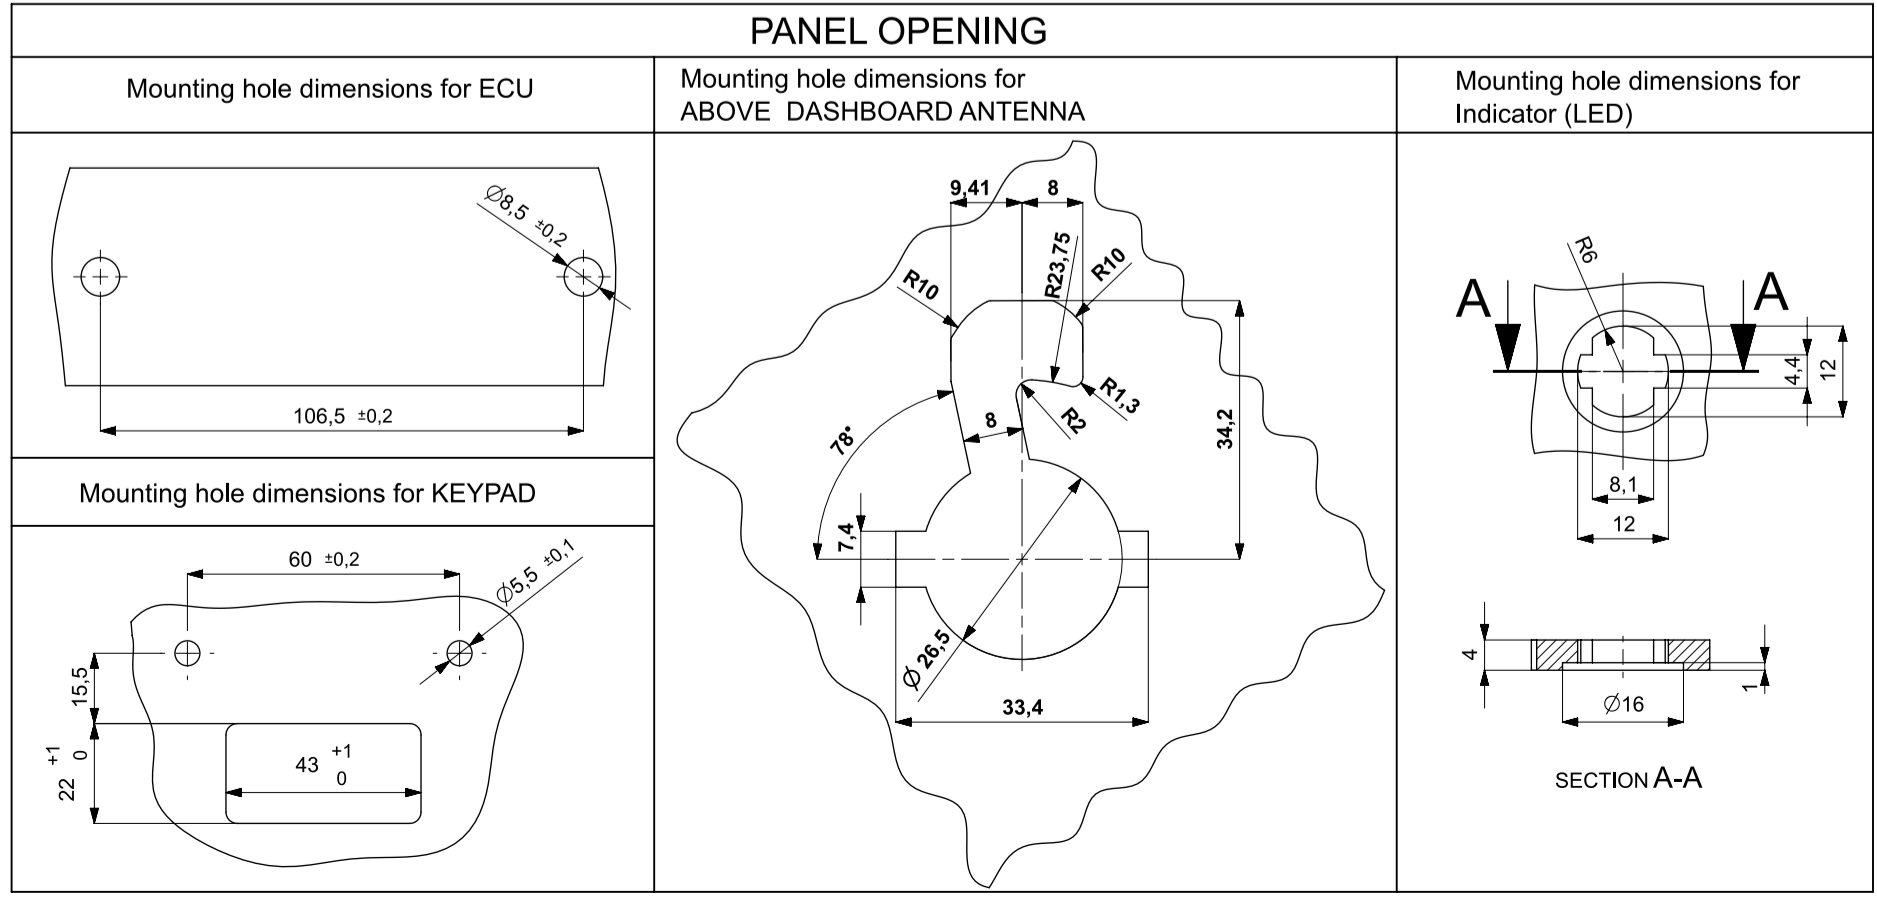 PANEL OPENING
Mounting hole dimensions for ECU
Ø8,5 ±0,2
106,5 ±0,2
Mounting hole dimensions for KEYPAD
60 ±0,2
Ø5,5 ±0,1
15,5
22 +1 0
43 +1 0
Mounting hole dimensions for
ABOVE DASHBOARD ANTENNA
9,41
8
R10
R23,75
R10
R1,3
R2
8
78°
34,2
7,4
Ø 26,5
33,4
Mounting hole dimensions for
Indicator (LED)
R6
A
A
4,4
12
8,1
12
4
1
Ø16
SECTION A-A